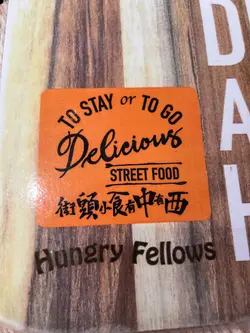 TO STAY or TO GO
Delicious
STREET FOOD
街頭小食有中有西
Hungry Fellows
D
A
H